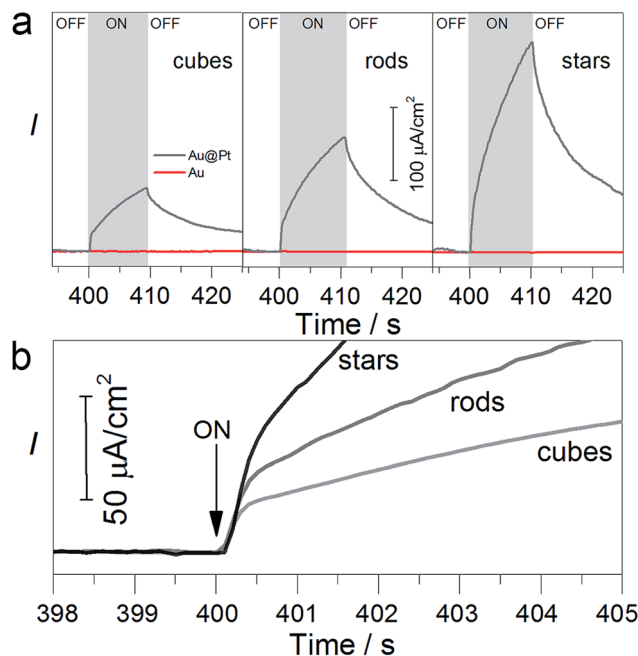 a
OFF ON OFF OFF ON OFF OFF ON OFF
cubes rods stars
I
Au@Pt
Au
100 µA/cm²
400 410 420 400 410 420 400 410 420
Time / s Time / s Time / s
b
stars
rods
cubes
ON
I
50 µA/cm²
398 399 400 401 402 403 404 405
Time / s